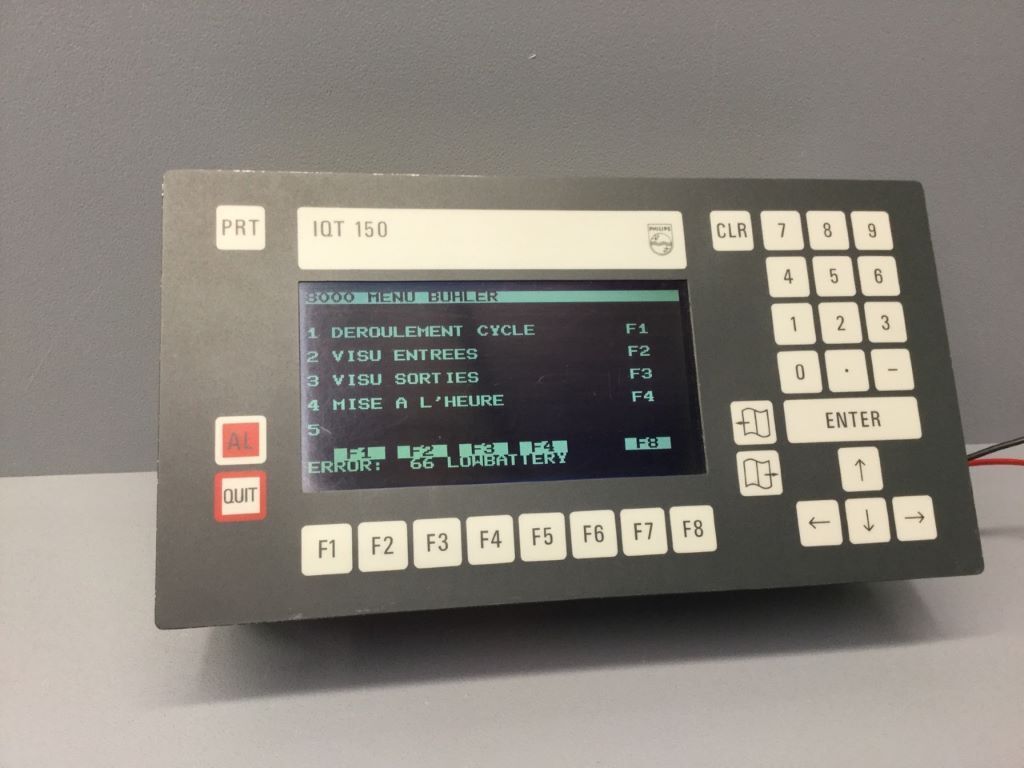 PRT
IQT 150
PHILIPS
CLR 7 8 9
4 5 6
1 2 3
0 . –
ENTER
8000 MENU BUHLER
1 DEROULEMENT CYCLE F1
2 VISU ENTREES F2
3 VISU SORTIES F3
4 MISE A L'HEURE F4
5
F1 F2 F3 F4 F8
ERROR: 66 LOWBATTERY
AL
QUIT
F1 F2 F3 F4 F5 F6 F7 F8
↑
← ↓ →